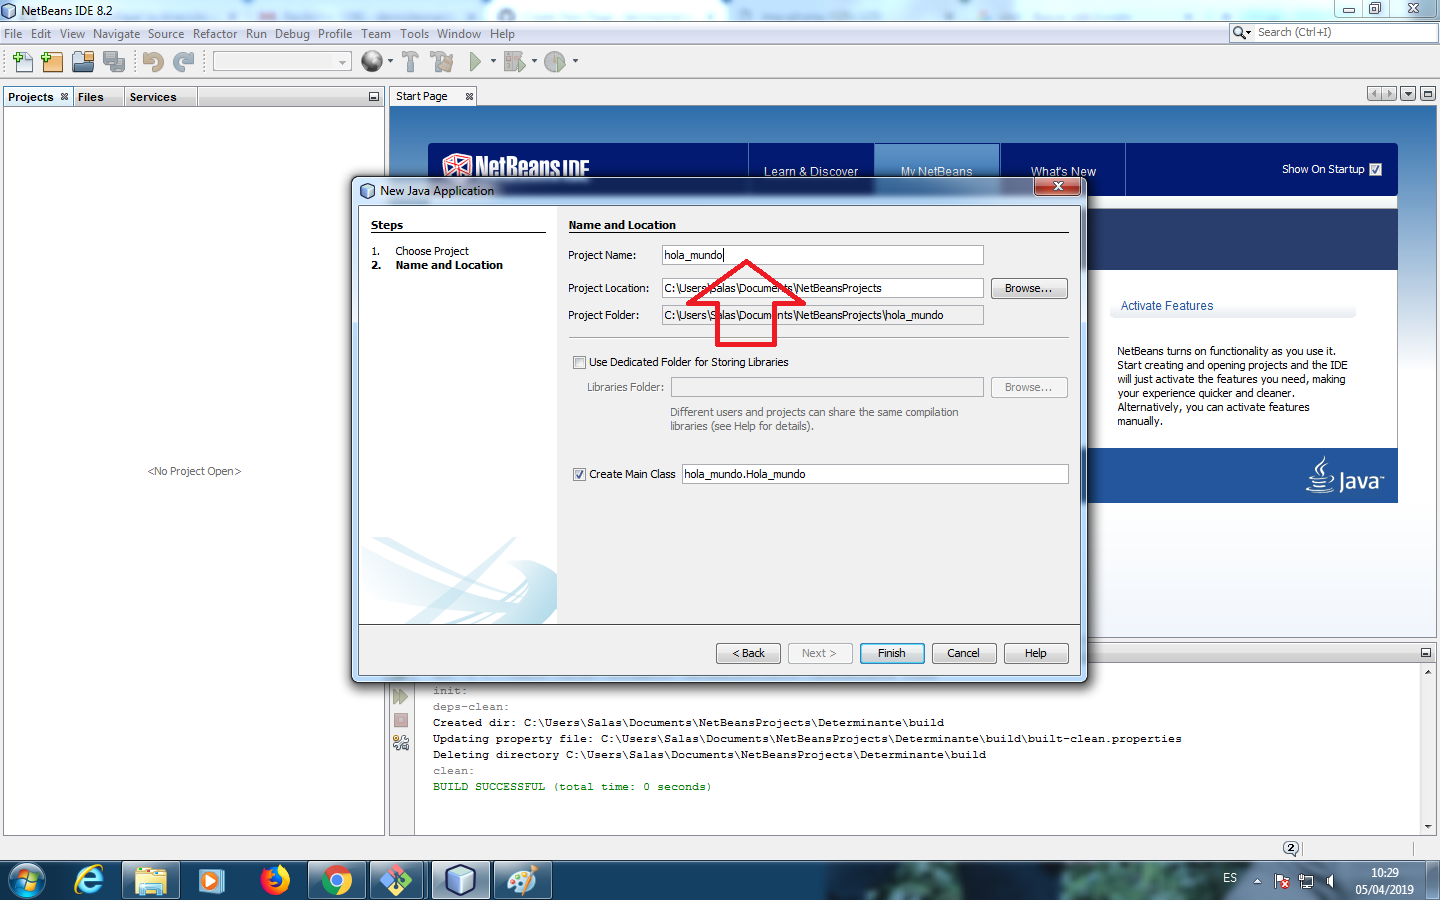 NetBeans IDE 8.2
File Edit View Navigate Source Refactor Run Debug Profile Team Tools Window Help
Search (Ctrl+I)
Projects Files Services
Start Page
NetBeans IDE
Learn & Discover My NetBeans What's New
Show On Startup
New Java Application
Steps
1. Choose Project
2. Name and Location
Name and Location
Project Name: hola_mundo
Project Location: C:\Users\Salas\Documents\NetBeansProjects Browse...
Project Folder: C:\Users\Salas\Documents\NetBeansProjects\hola_mundo
Use Dedicated Folder for Storing Libraries
Libraries Folder: Browse...
Different users and projects can share the same compilation
libraries (see Help for details).
Create Main Class hola_mundo.Hola_mundo
< Back Next > Finish Cancel Help
<No Project Open>
Activate Features
NetBeans turns on functionality as you use it.
Start creating and opening projects and the IDE
will just activate the features you need, making
your experience quicker and cleaner.
Alternatively, you can activate features
manually.
Java™
init:
deps-clean:
Created dir: C:\Users\Salas\Documents\NetBeansProjects\Determinante\build
Updating property file: C:\Users\Salas\Documents\NetBeansProjects\Determinante\build\built-clean.properties
Deleting directory C:\Users\Salas\Documents\NetBeansProjects\Determinante\build
clean:
BUILD SUCCESSFUL (total time: 0 seconds)
2
ES
10:29
05/04/2019